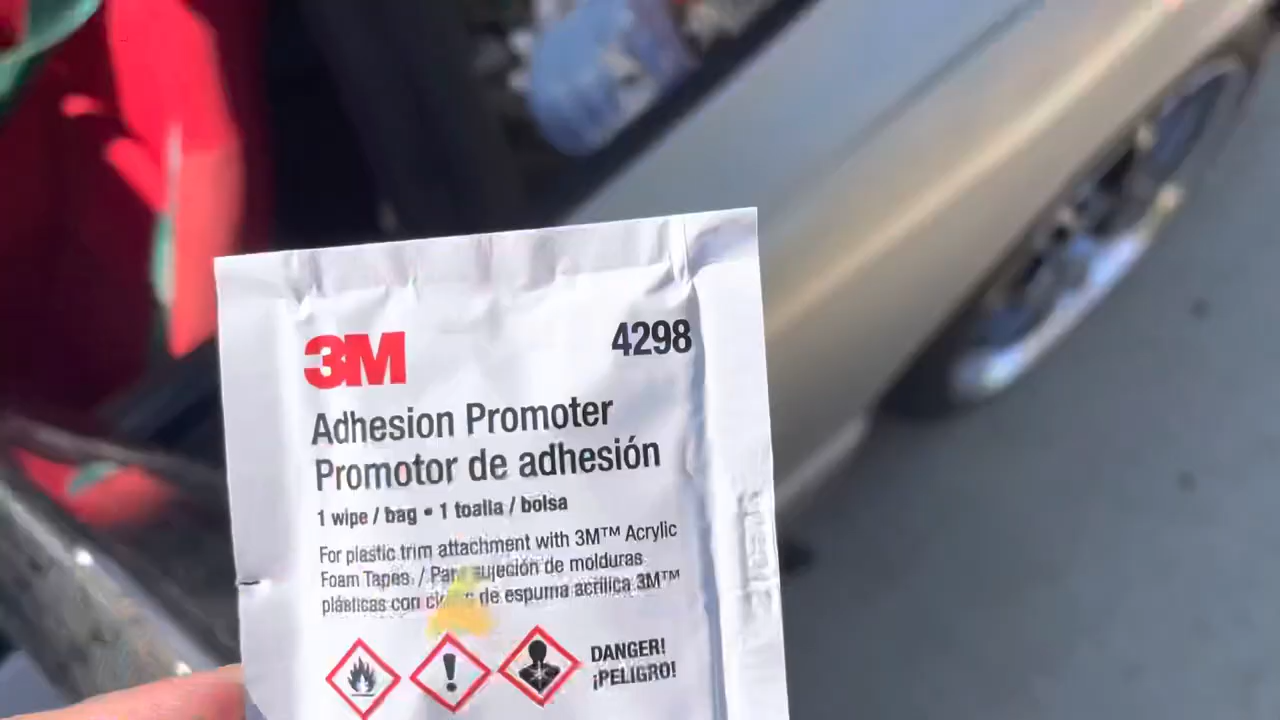 3M 4298
Adhesion Promoter
Promotor de adhesión
1 wipe / bag • 1 toalla / bolsa
For plastic trim attachment with 3M™ Acrylic
Foam Tapes. / Para sujeción de molduras
plásticas con de espuma acrílica 3M™
DANGER!
¡PELIGRO!